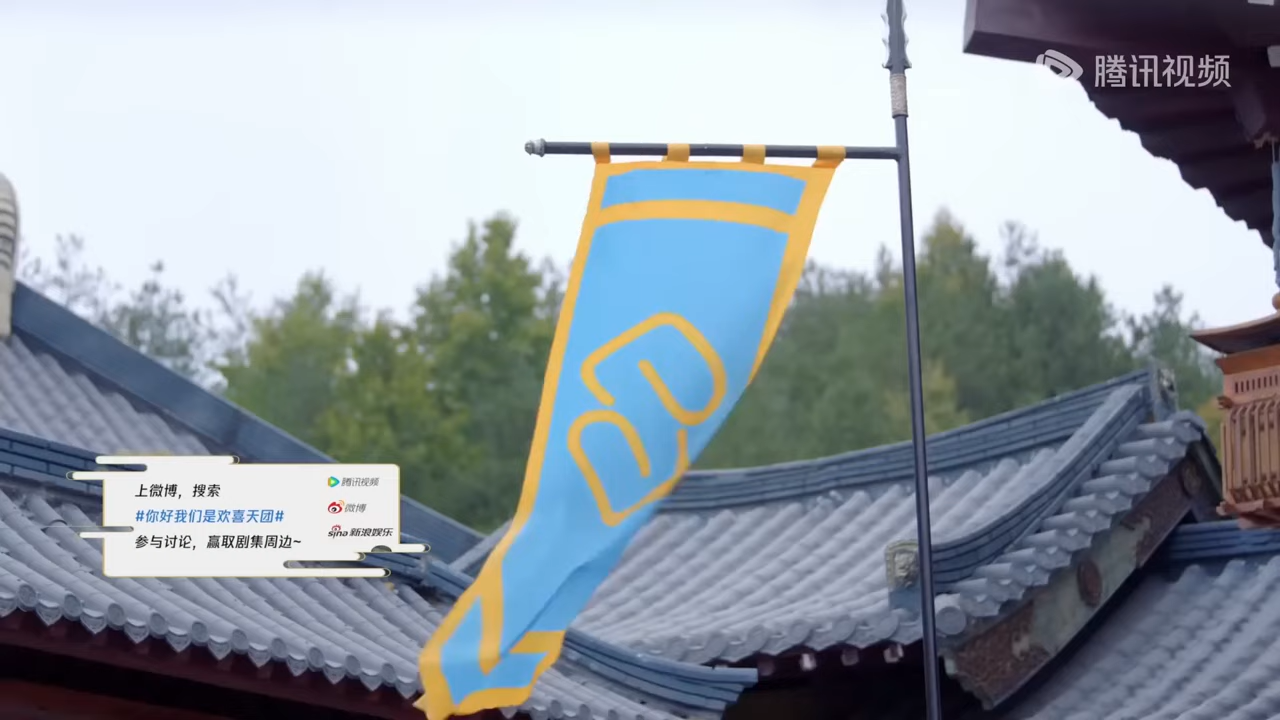 腾讯视频
上微博，搜索
#你好我们是欢喜天团#
参与讨论，赢取剧集周边~
腾讯视频
微博
sina新浪娱乐